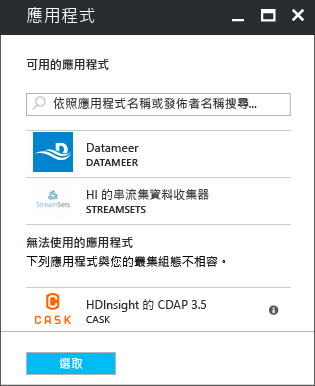 應用程式
可用的應用程式
依照應用程式名稱或發佈者名稱搜尋...
Datameer
DATAMEER
StreamSets
HI 的串流集資料收集器
STREAMSETS
無法使用的應用程式
下列應用程式與您的叢集組態不相容。
CASK
HDInsight 的 CDAP 3.5
CASK
選取